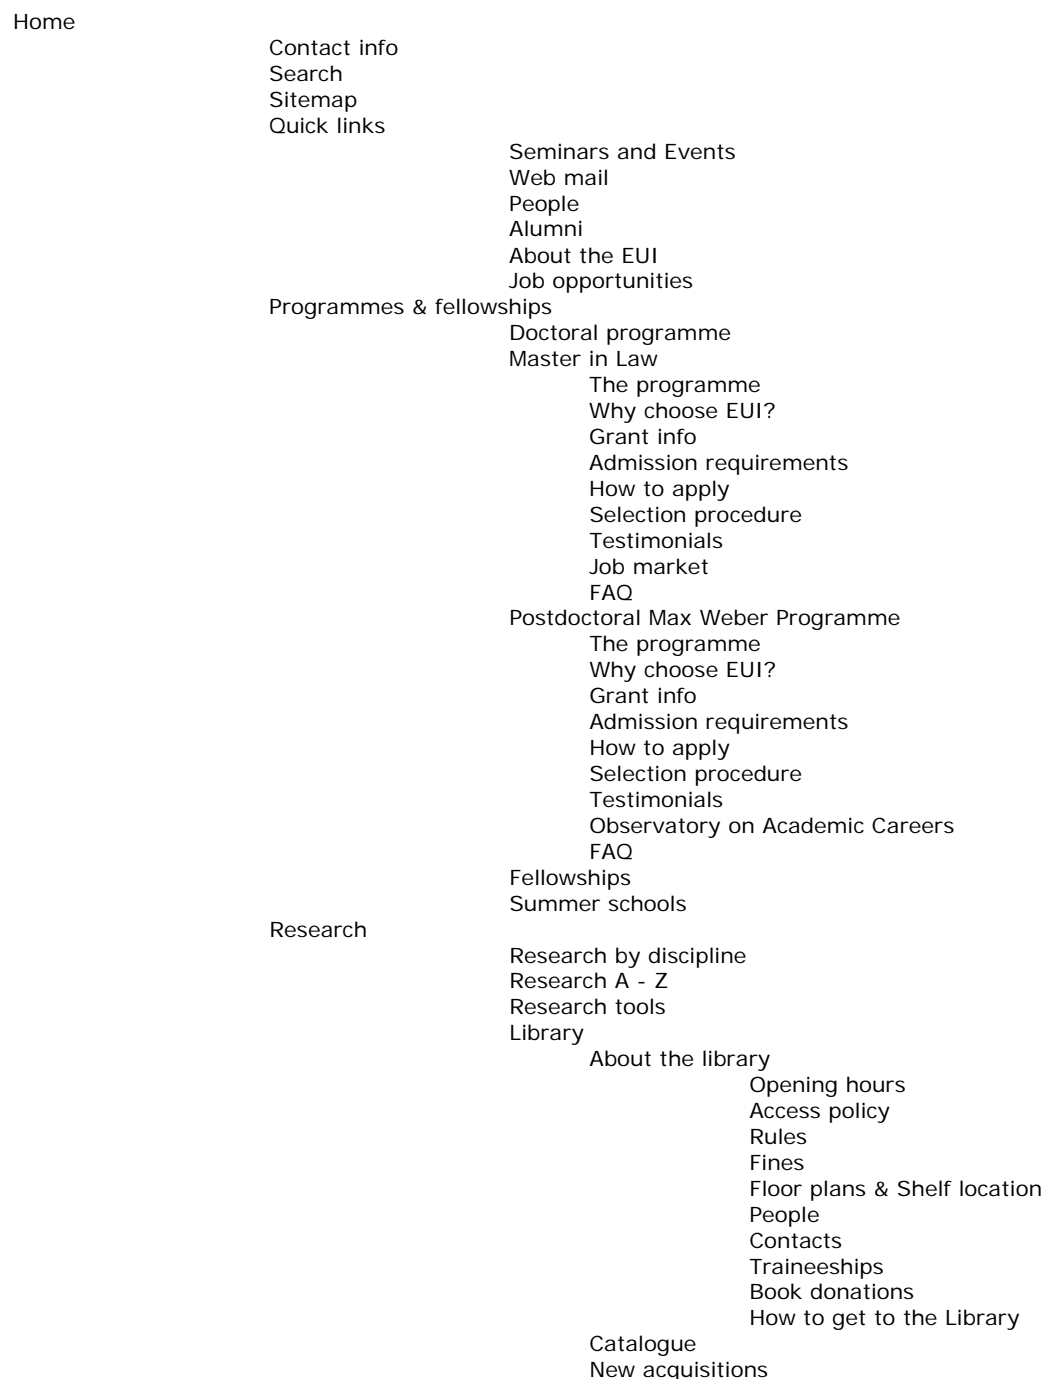 Home
Contact info
Search
Sitemap
Quick links
Seminars and Events
Web mail
People
Alumni
About the EUI
Job opportunities
Programmes & fellowships
Doctoral programme
Master in Law
The programme
Why choose EUI?
Grant info
Admission requirements
How to apply
Selection procedure
Testimonials
Job market
FAQ
Postdoctoral Max Weber Programme
The programme
Why choose EUI?
Grant info
Admission requirements
How to apply
Selection procedure
Testimonials
Observatory on Academic Careers
FAQ
Fellowships
Summer schools
Research
Research by discipline
Research A - Z
Research tools
Library
About the library
Opening hours
Access policy
Rules
Fines
Floor plans & Shelf location
People
Contacts
Traineeships
Book donations
How to get to the Library
Catalogue
New acquisitions